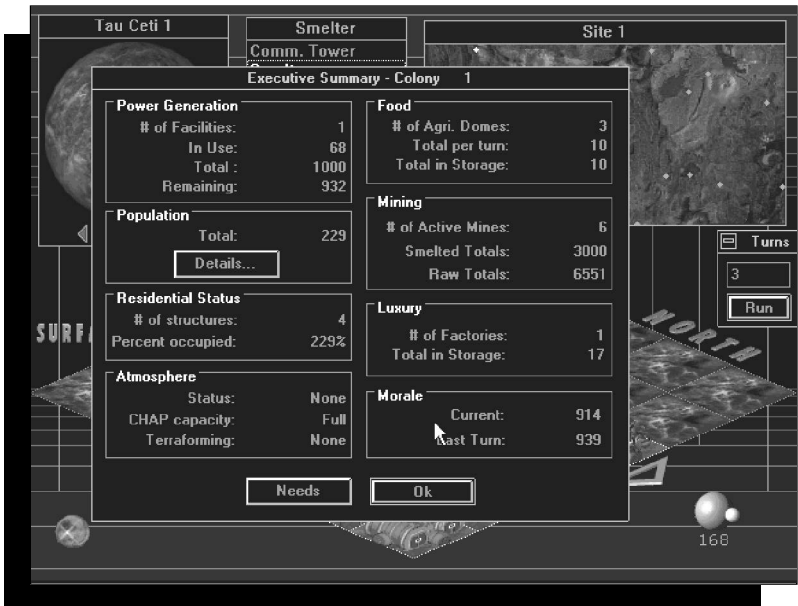 Tau Ceti 1
Smelter
Comm. Tower
Site 1
Executive Summary - Colony 1
Power Generation
# of Facilities: 1
In Use: 68
Total : 1000
Remaining: 932
Population
Total: 229
Details...
Residential Status
# of structures: 4
Percent occupied: 229%
Atmosphere
Status: None
CHAP capacity: Full
Terraforming: None
Food
# of Agri. Domes: 3
Total per turn: 10
Total in Storage: 10
Mining
# of Active Mines: 6
Smelted Totals: 3000
Raw Totals: 6551
Luxury
# of Factories: 1
Total in Storage: 17
Morale
Current: 914
Last Turn: 939
Needs
Ok
Turns
3
Run
NORTH
168